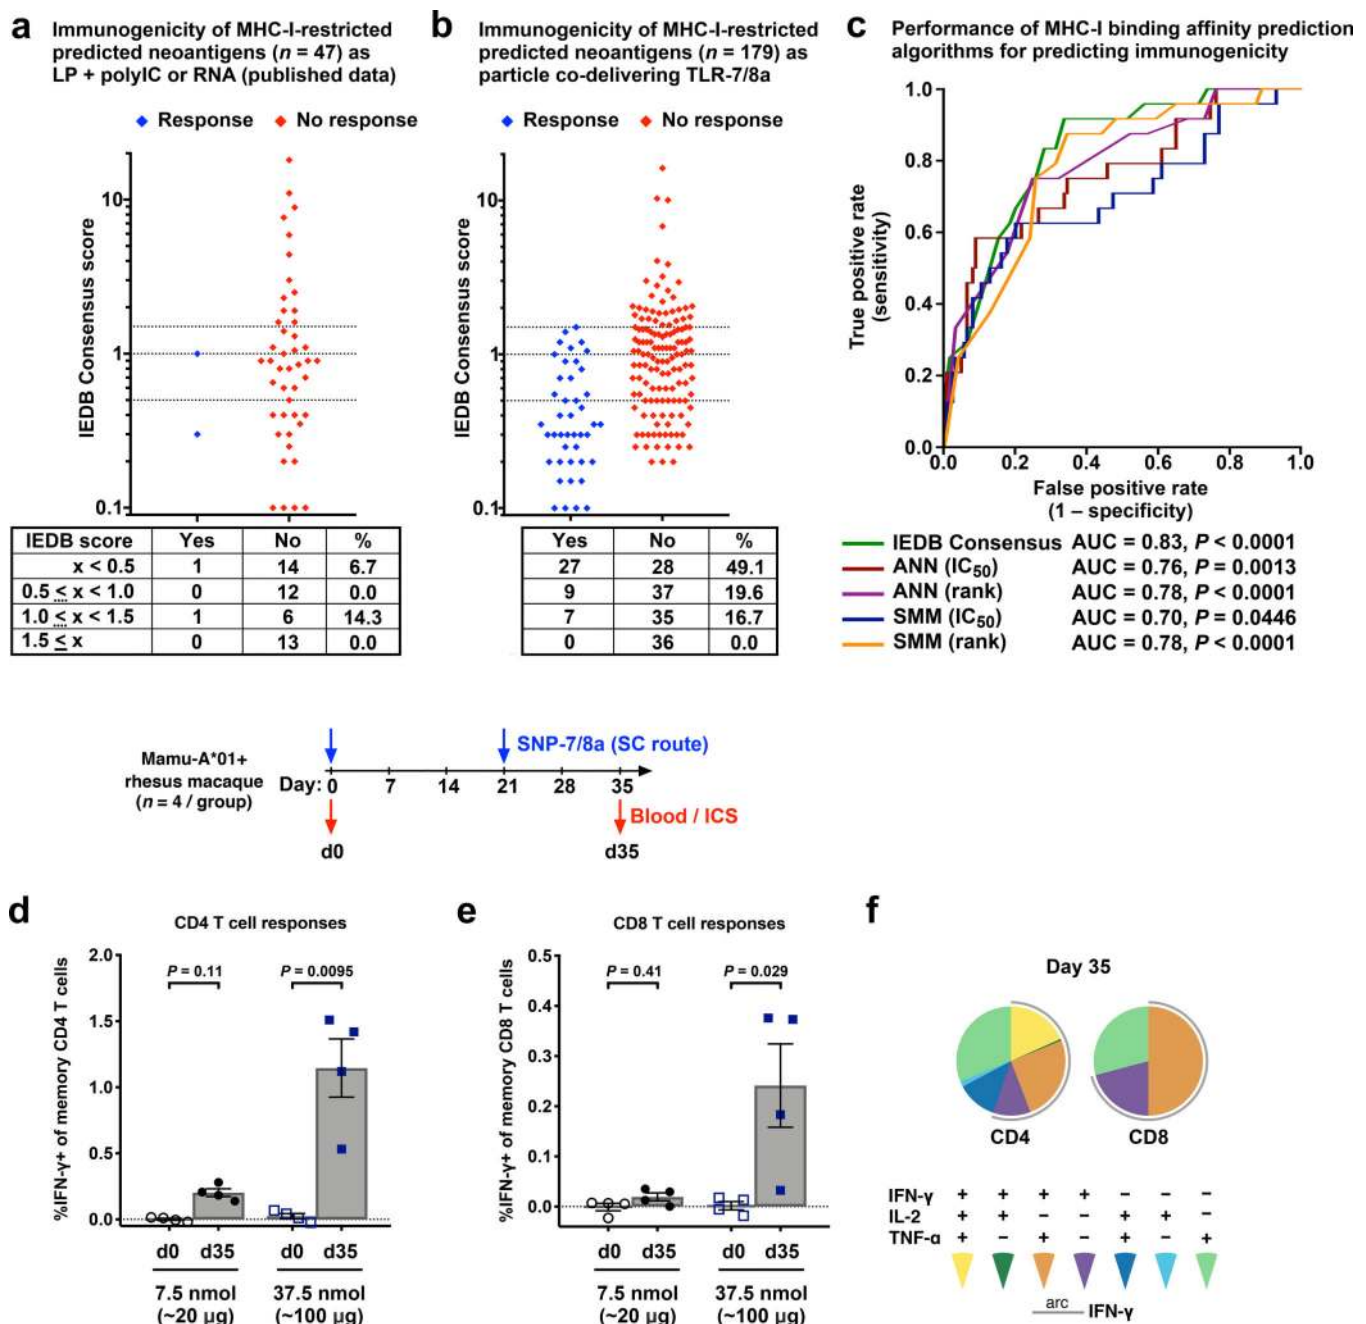 a Immunogenicity of MHC-I-restricted
predicted neoantigens (n = 47) as
LP + polyIC or RNA (published data)
Response No response
IEDB Consensus score
10
1
0.1
IEDB score Yes No %
x < 0.5 1 14 6.7
0.5 ≤ x < 1.0 0 12 0.0
1.0 ≤ x < 1.5 1 6 14.3
1.5 ≤ x 0 13 0.0
b Immunogenicity of MHC-I-restricted
predicted neoantigens (n = 179) as
particle co-delivering TLR-7/8a
Response No response
IEDB Consensus score
10
1
0.1
Yes No %
27 28 49.1
9 37 19.6
7 35 16.7
0 36 0.0
c Performance of MHC-I binding affinity prediction
algorithms for predicting immunogenicity
True positive rate
(sensitivity)
1.0
0.8
0.6
0.4
0.2
0.0
0.0 0.2 0.4 0.6 0.8 1.0
False positive rate
(1 – specificity)
IEDB Consensus AUC = 0.83, P < 0.0001
ANN (IC50) AUC = 0.76, P = 0.0013
ANN (rank) AUC = 0.78, P < 0.0001
SMM (IC50) AUC = 0.70, P = 0.0446
SMM (rank) AUC = 0.78, P < 0.0001
SNP-7/8a (SC route)
Mamu-A*01+
rhesus macaque
(n = 4 / group)
Day: 0 7 14 21 28 35
Blood / ICS
d0 d35
d CD4 T cell responses
%IFN-γ+ of memory CD4 T cells
2.0
1.5
1.0
0.5
0.0
P = 0.11 P = 0.0095
d0 d35 d0 d35
7.5 nmol 37.5 nmol
(~20 μg) (~100 μg)
e CD8 T cell responses
%IFN-γ+ of memory CD8 T cells
0.5
0.4
0.3
0.2
0.1
0.0
P = 0.41 P = 0.029
d0 d35 d0 d35
7.5 nmol 37.5 nmol
(~20 μg) (~100 μg)
f
Day 35
CD4 CD8
IFN-γ + + + + – – –
IL-2 + + – – + + –
TNF-α + – + – + – +
arc IFN-γ